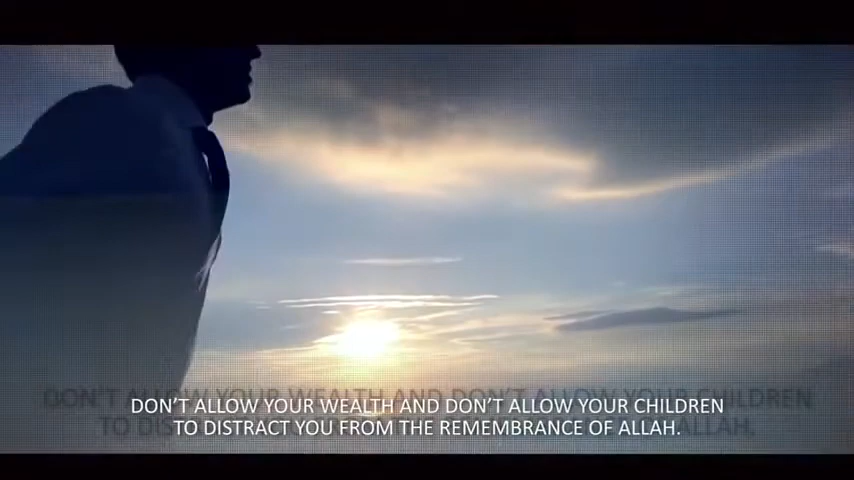 DON'T ALLOW YOUR WEALTH AND DON'T ALLOW YOUR CHILDREN
TO DISTRACT YOU FROM THE REMEMBRANCE OF ALLAH.